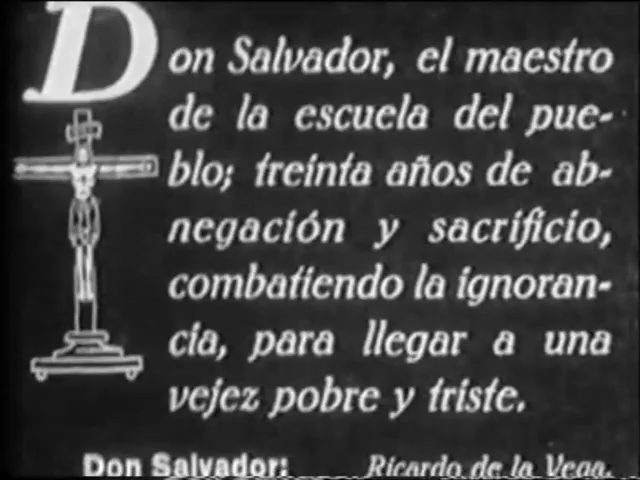 Don Salvador, el maestro
de la escuela del pue-
blo; treinta años de ab-
negación y sacrificio,
combatiendo la ignoran-
cia, para llegar a una
vejez pobre y triste.
Don Salvador: Ricardo de la Vega.